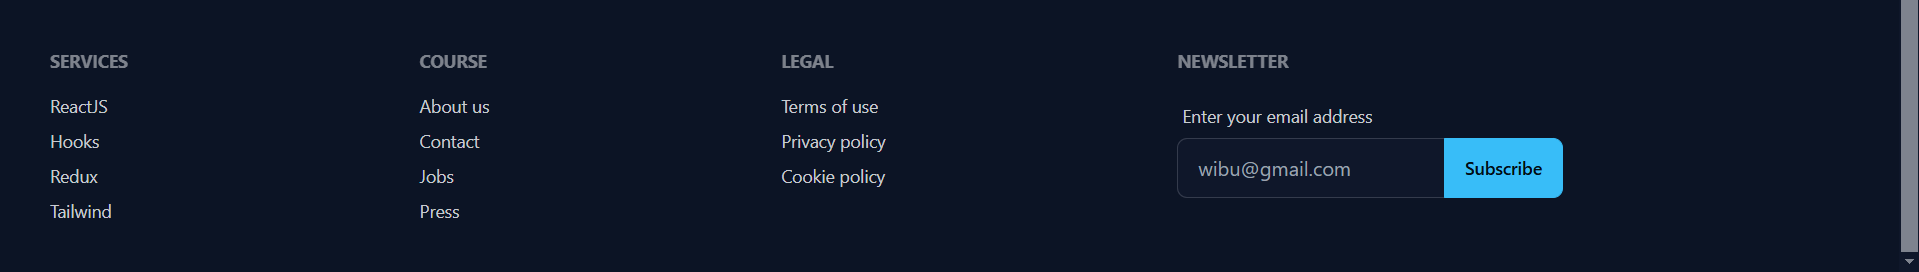 SERVICES
ReactJS
Hooks
Redux
Tailwind
COURSE
About us
Contact
Jobs
Press
LEGAL
Terms of use
Privacy policy
Cookie policy
NEWSLETTER
Enter your email address
wibu@gmail.com
Subscribe